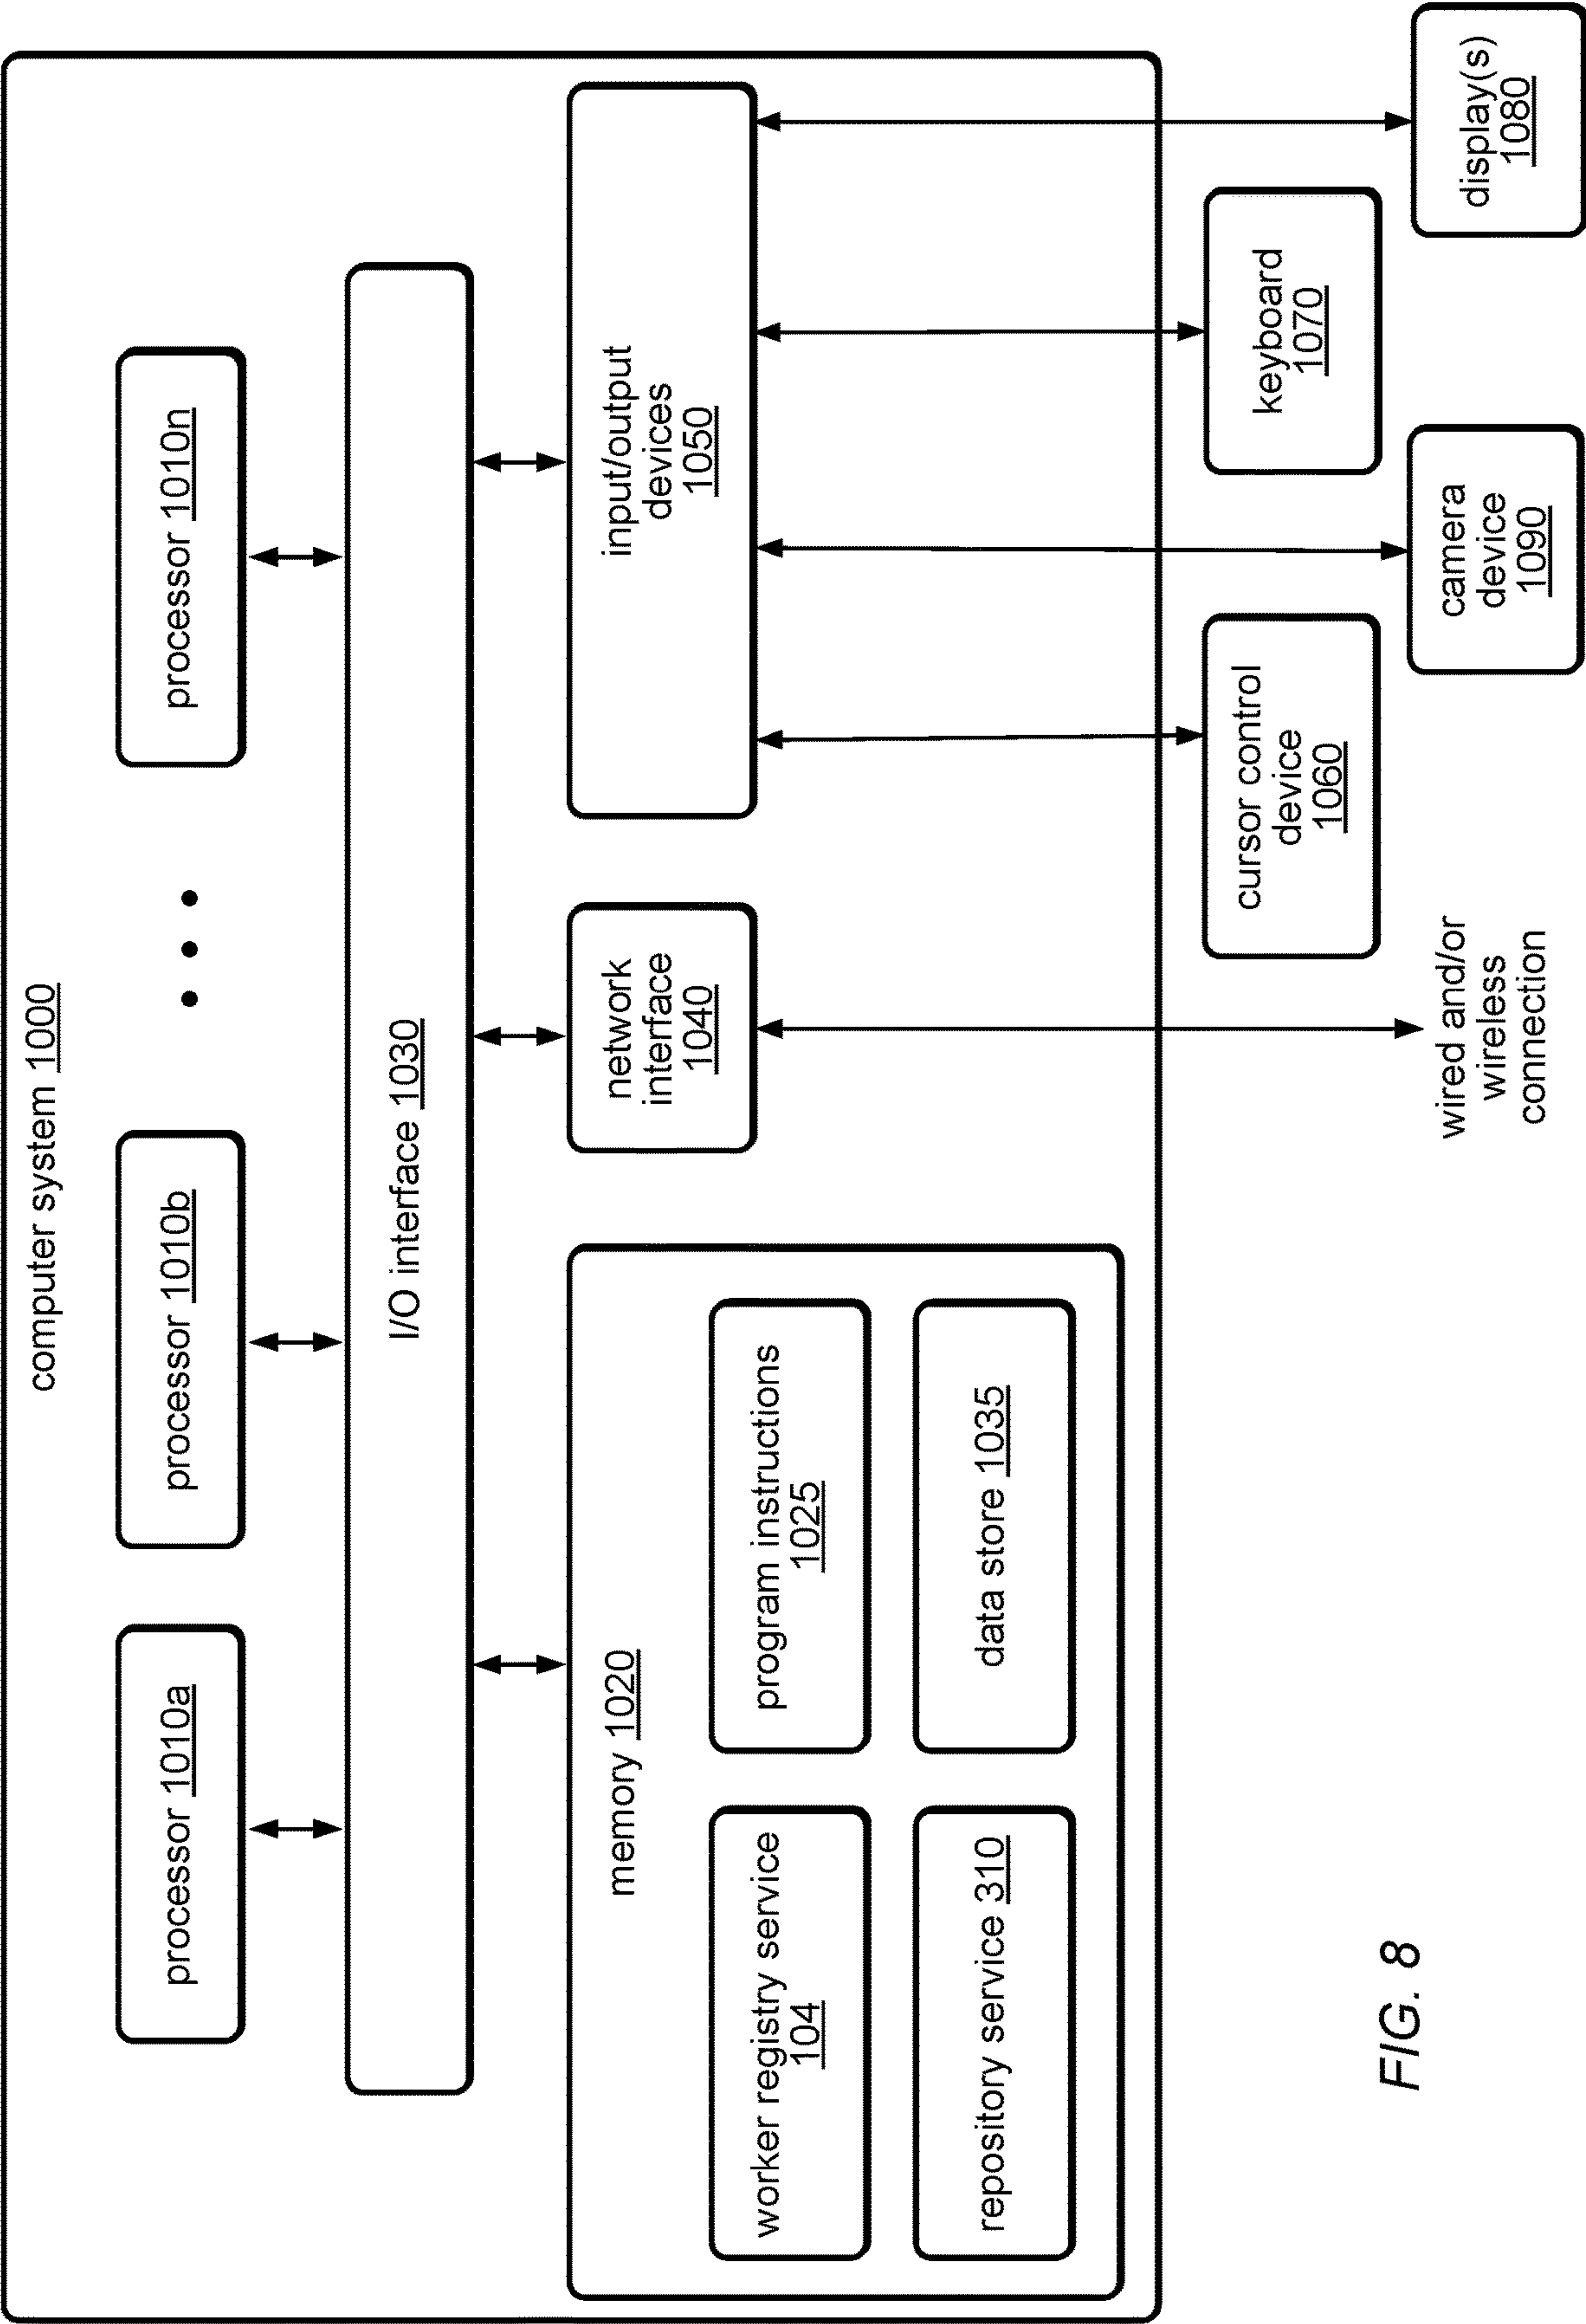 computer system 1000
processor 1010a
processor 1010b
processor 1010n
I/O interface 1030
memory 1020
worker registry service
104
program instructions
1025
repository service 310
data store 1035
network
interface
1040
input/output
devices
1050
cursor control
device
1060
keyboard
1070
wired and/or
wireless
connection
camera
device
1090
display(s)
1080
FIG. 8